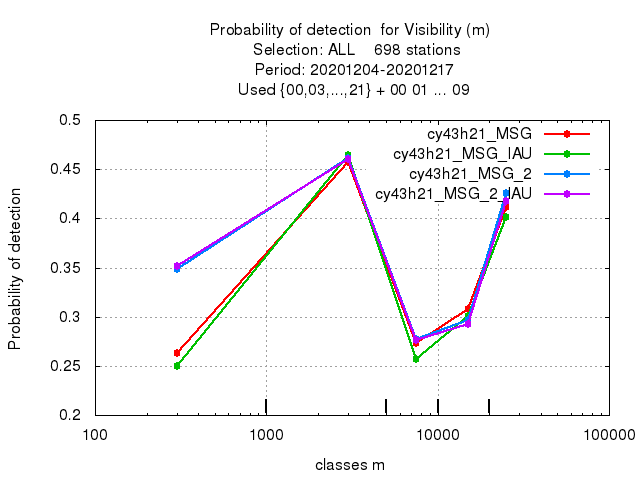 Probability of detection  for Visibility (m)
Selection: ALL    698 stations
Period: 20201204-20201217
Used {00,03,...,21} + 00 01 ... 09
0.5
0.45
0.4
0.35
0.3
0.25
0.2
Probability of detection
cy43h21_MSG
cy43h21_MSG_IAU
cy43h21_MSG_2
cy43h21_MSG_2_IAU
100
1000
10000
100000
classes m